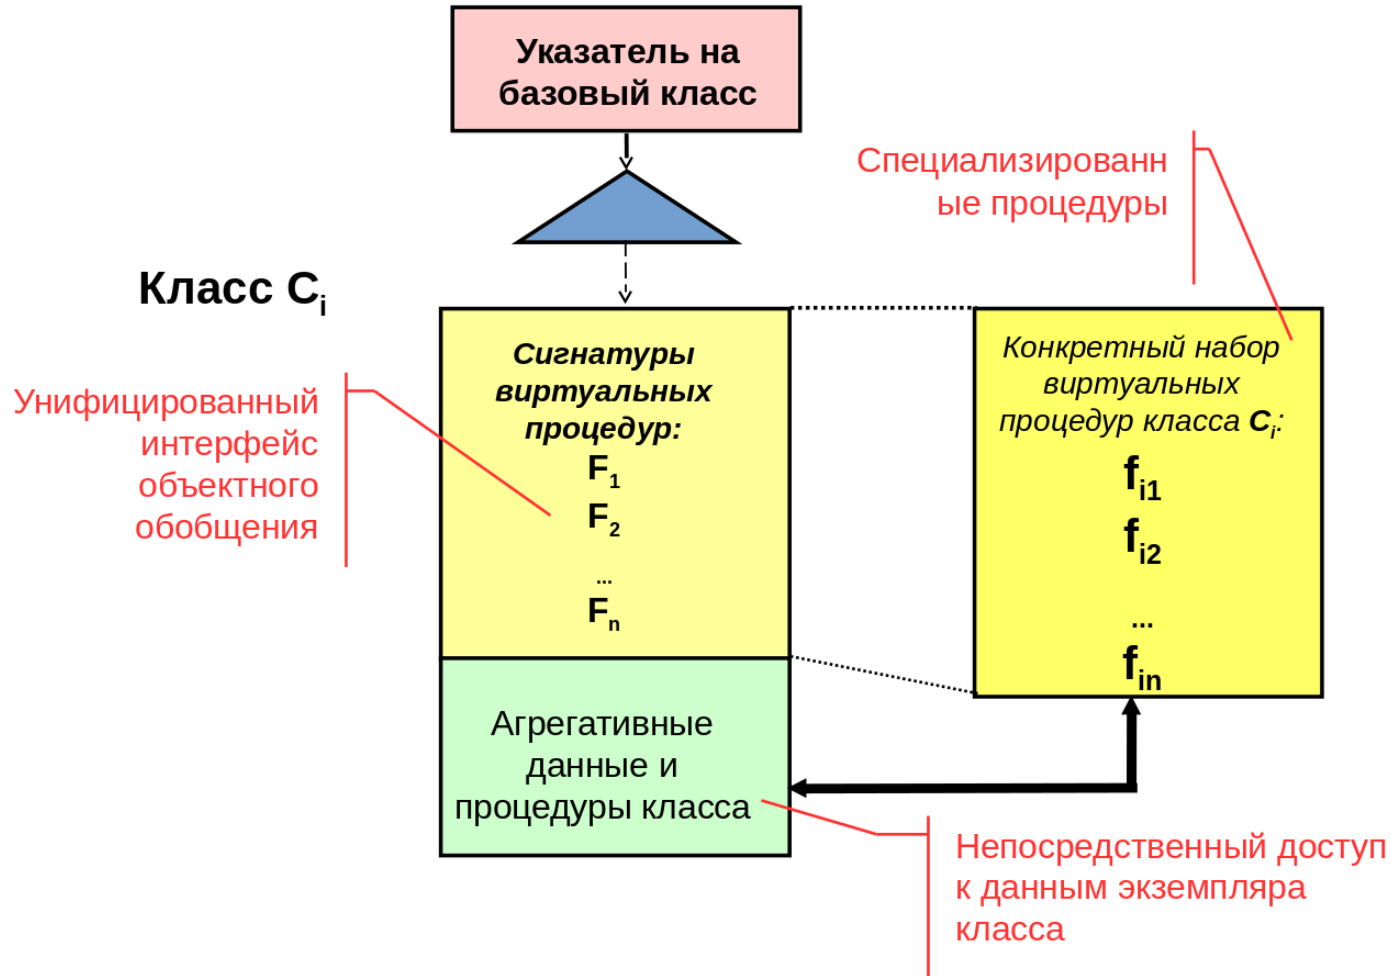 Указатель на
базовый класс
Специализированн
ые процедуры
Класс Ci
Унифицированный
интерфейс
объектного
обобщения
Сигнатуры
виртуальных
процедур:
F1
F2
...
Fn
Конкретный набор
виртуальных
процедур класса Ci:
fi1
fi2
...
fin
Агрегативные
данные и
процедуры класса
Непосредственный доступ
к данным экземпляра
класса